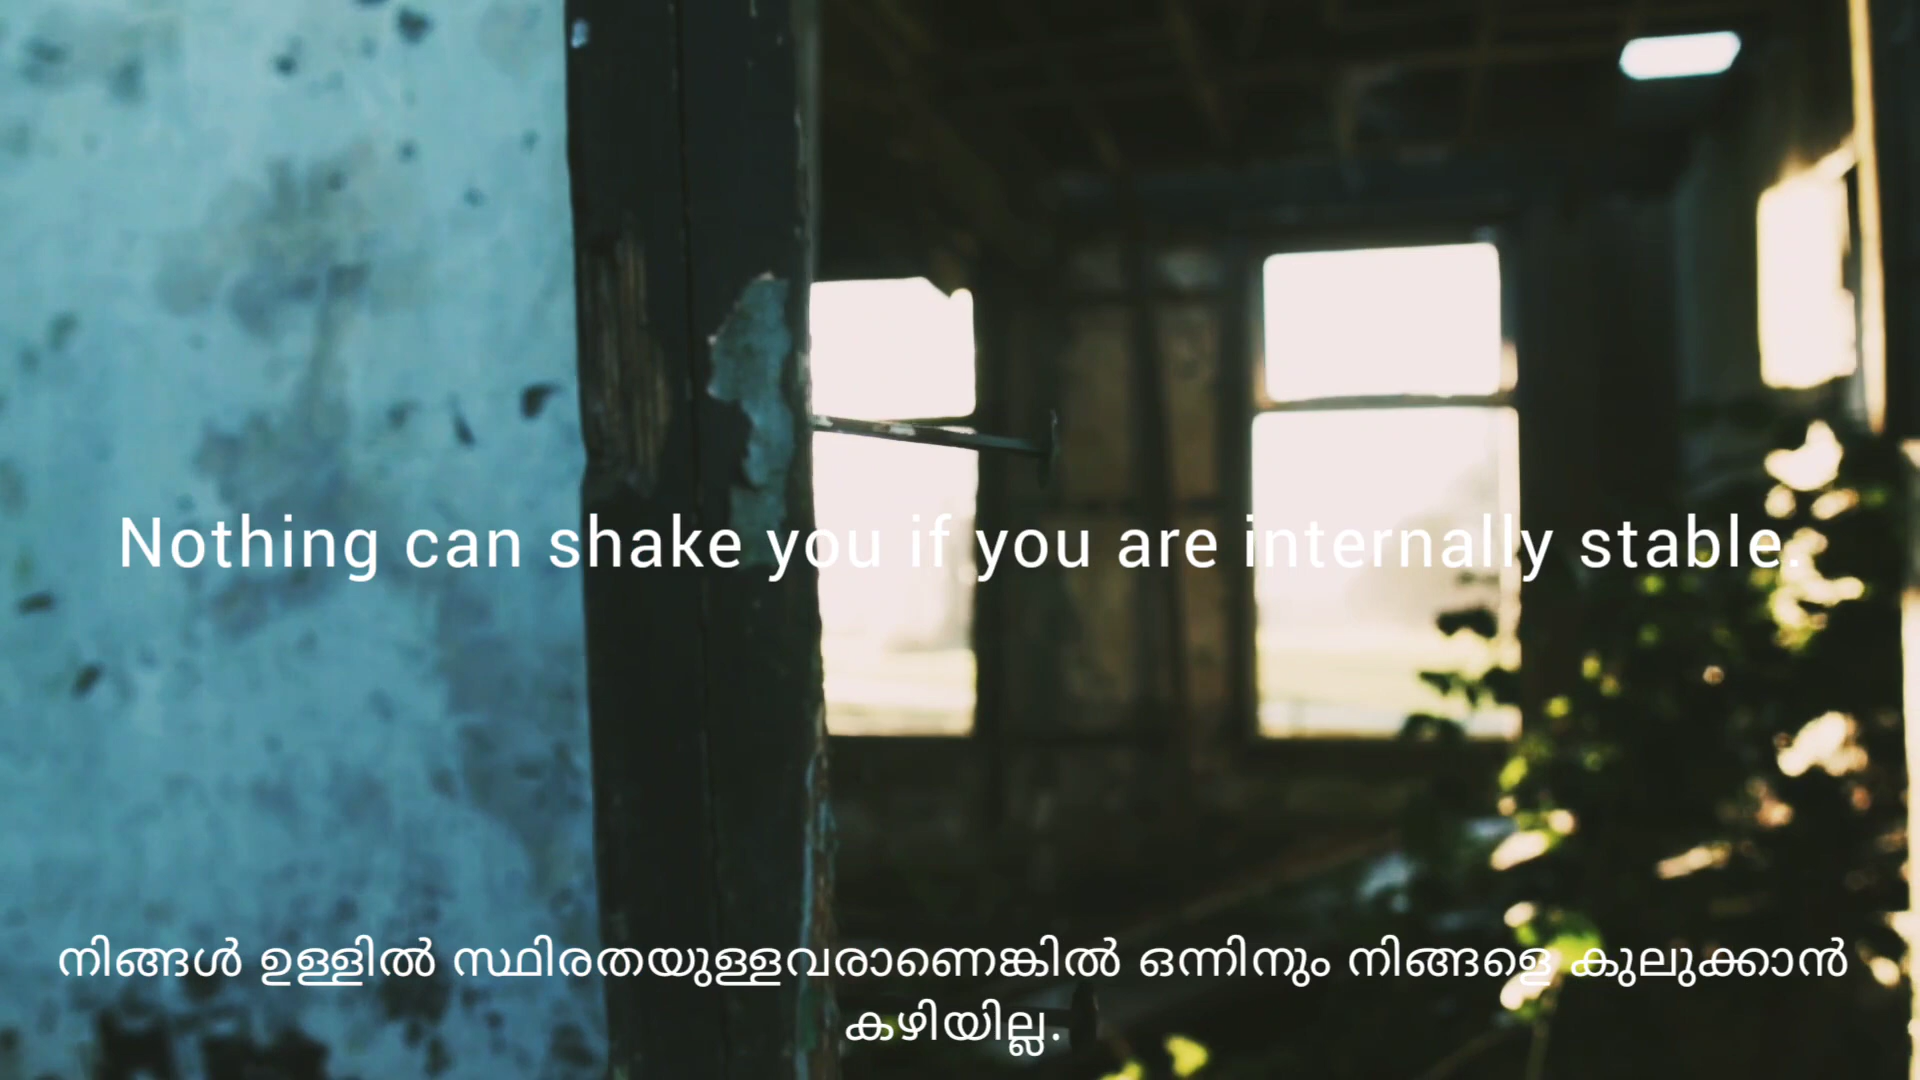 Nothing can shake you if you are internally stable.
നിങ്ങൾ ഉള്ളിൽ സ്ഥിരതയുള്ളവരാണെങ്കിൽ ഒന്നിനും നിങ്ങളെ കുലുക്കാൻ
കഴിയില്ല.